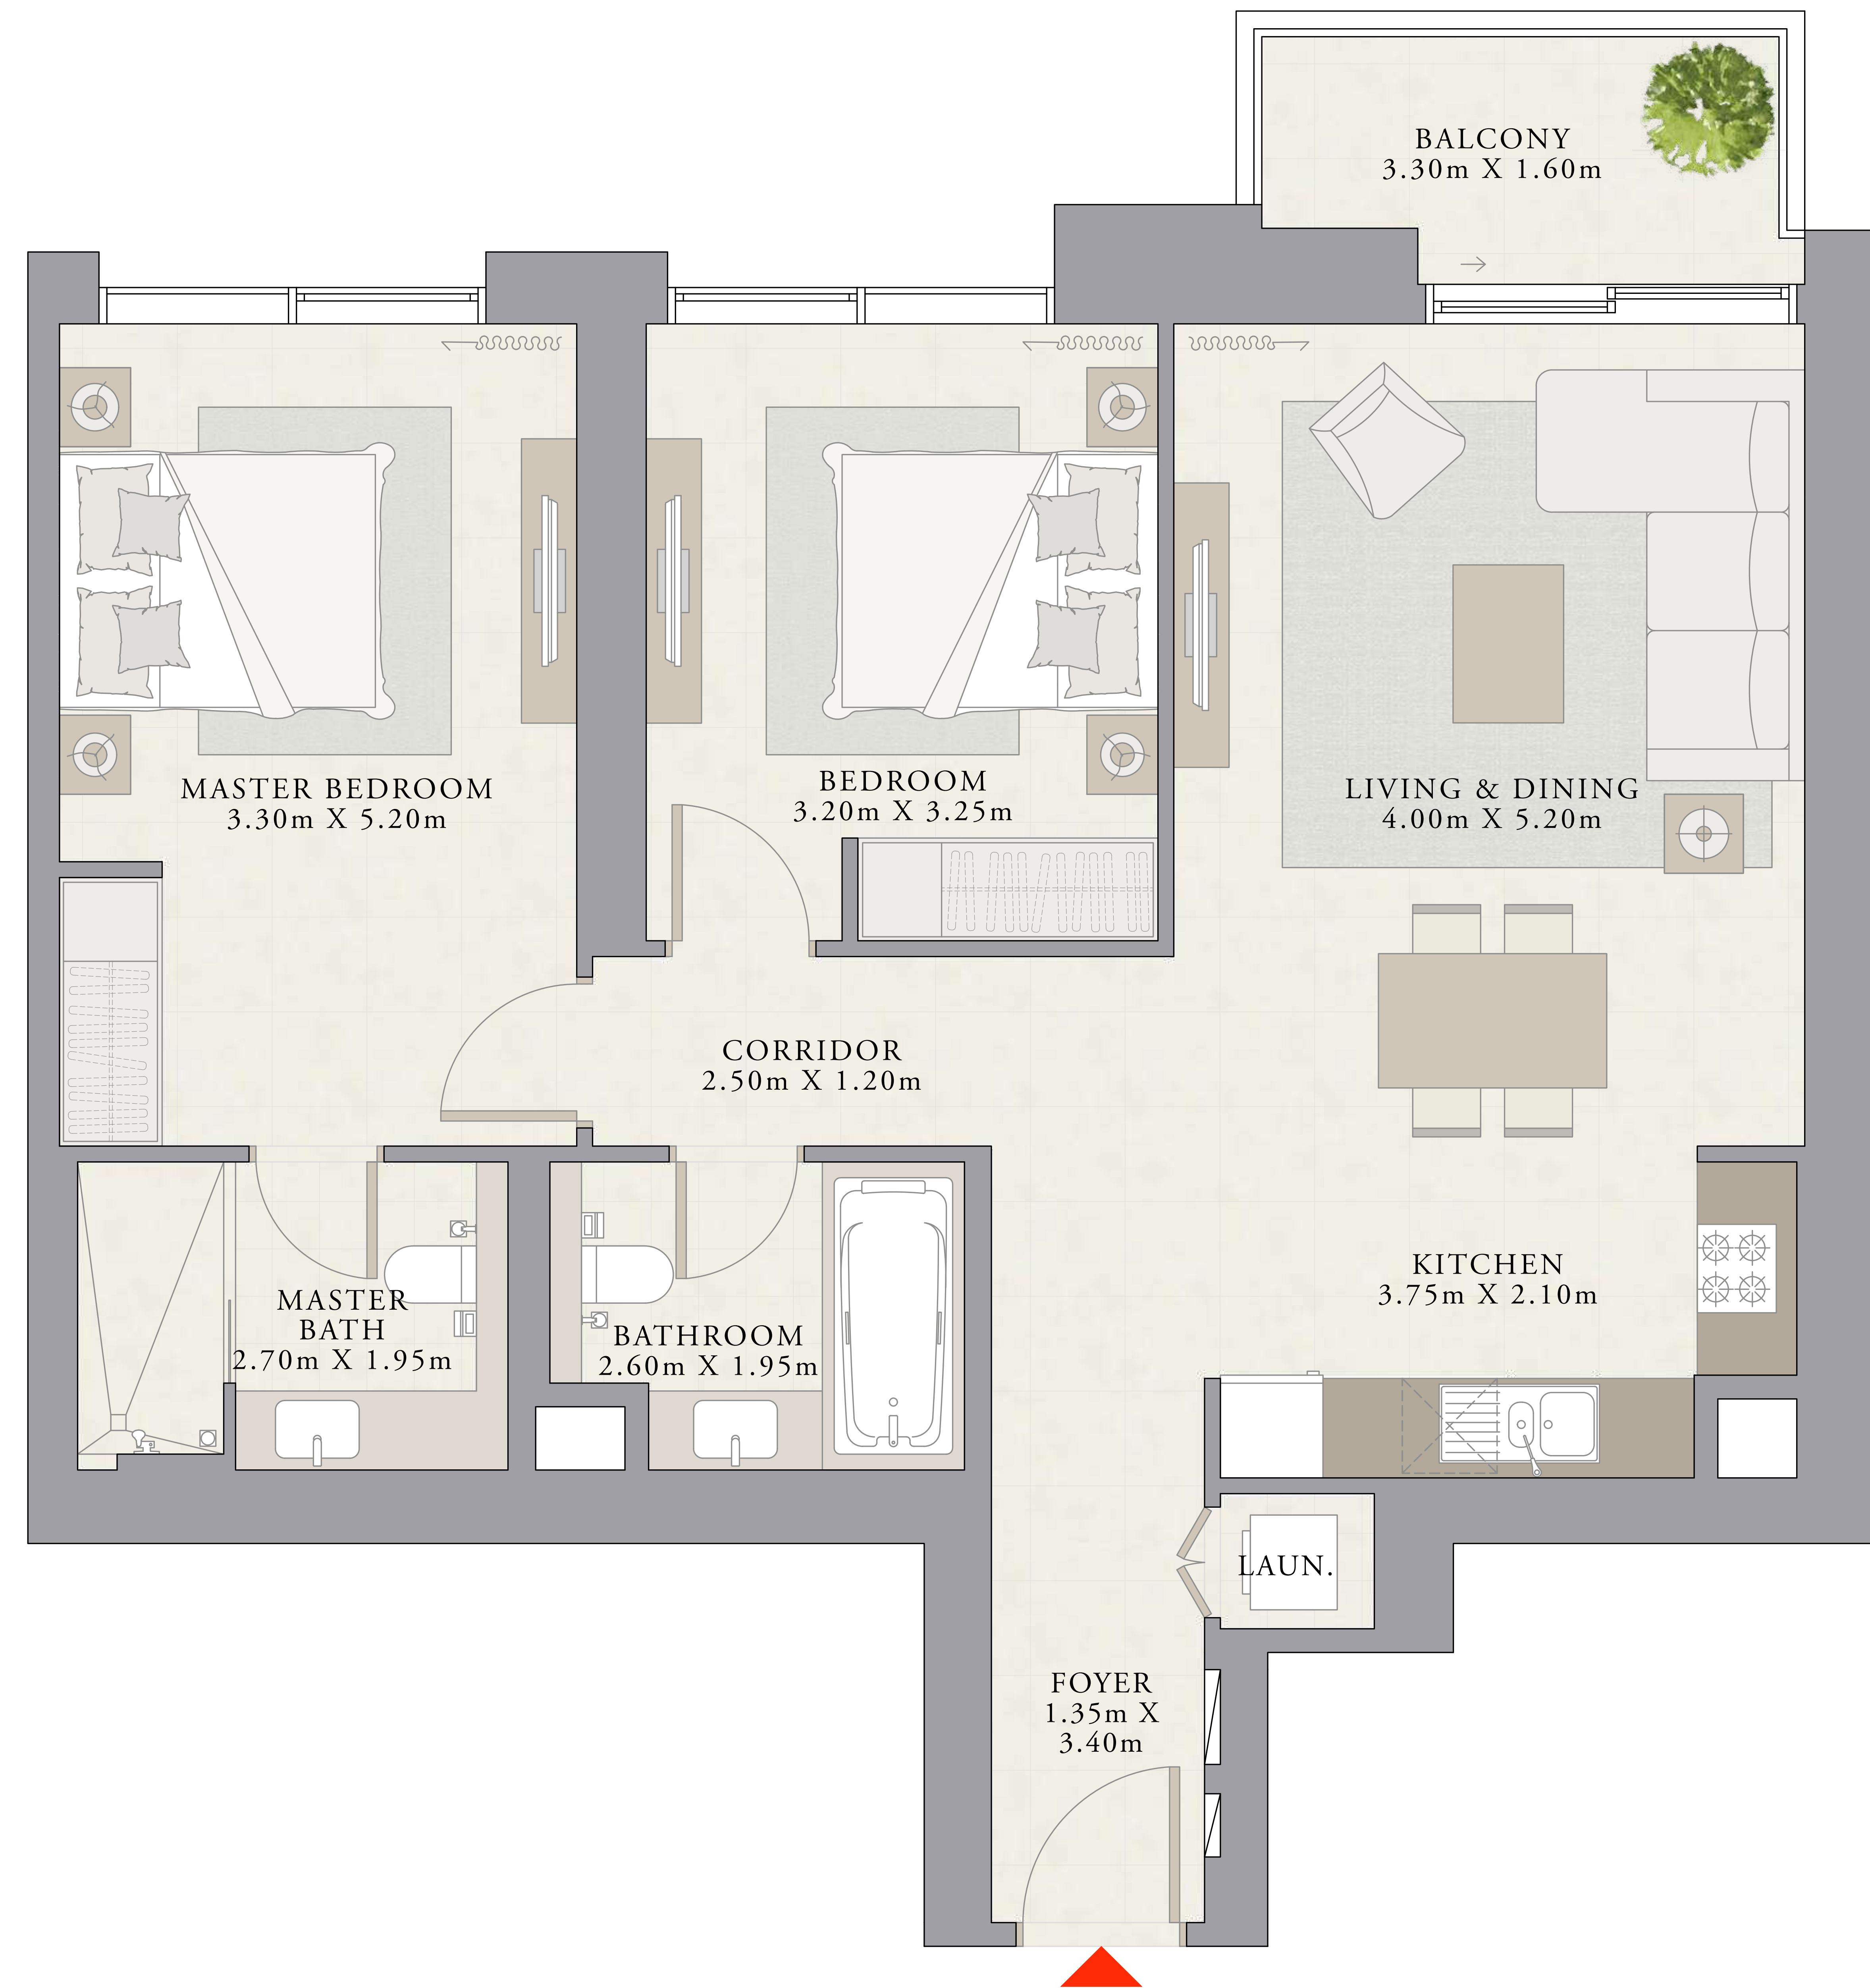 BALCONY
3.30m X 1.60m
MASTER BEDROOM
3.30m X 5.20m
BEDROOM
3.20m X 3.25m
LIVING & DINING
4.00m X 5.20m
CORRIDOR
2.50m X 1.20m
MASTER
BATH
2.70m X 1.95m
BATHROOM
2.60m X 1.95m
KITCHEN
3.75m X 2.10m
LAUN.
FOYER
1.35m X
3.40m